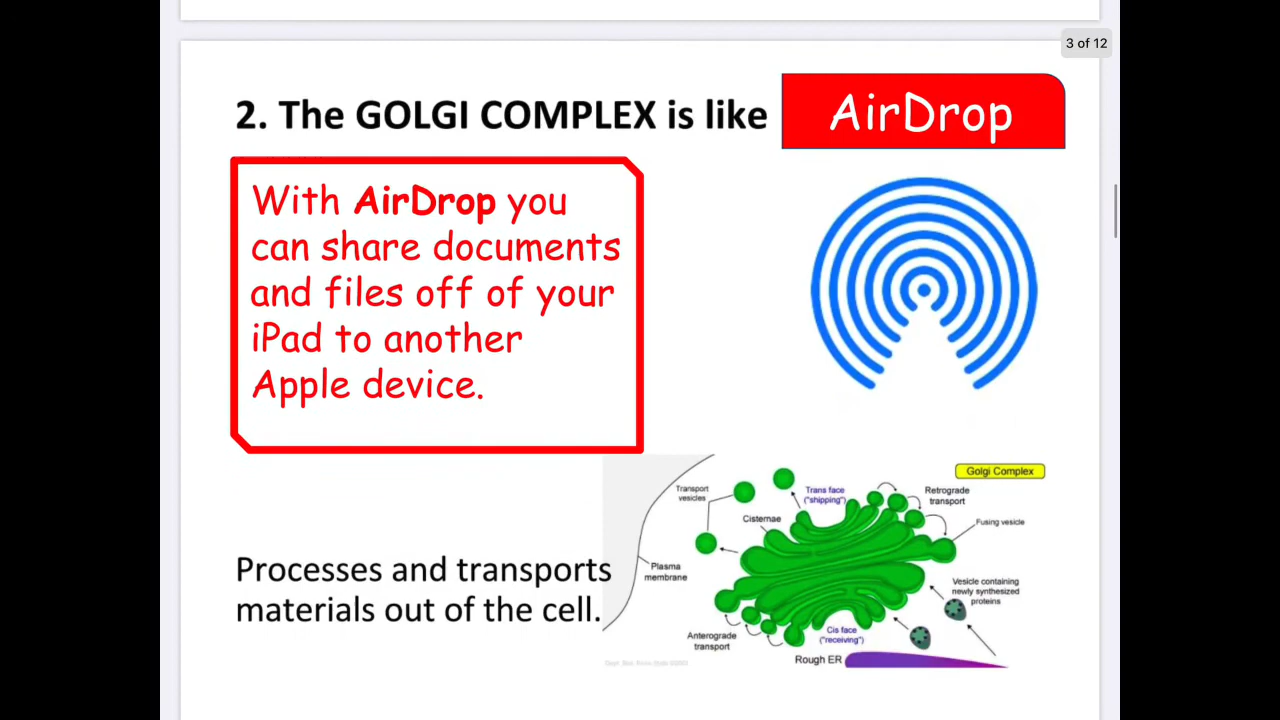 3 of 12
2. The GOLGI COMPLEX is like
AirDrop
With AirDrop you
can share documents
and files off of your
iPad to another
Apple device.
Processes and transports
materials out of the cell.
Golgi Complex
Transport
vesicles
Trans face
("shipping")
Retrograde
transport
Cisternae
Fusing vesicle
Plasma
membrane
Vesicle containing
newly synthesized
proteins
Anterograde
transport
Cis face
("receiving")
Rough ER